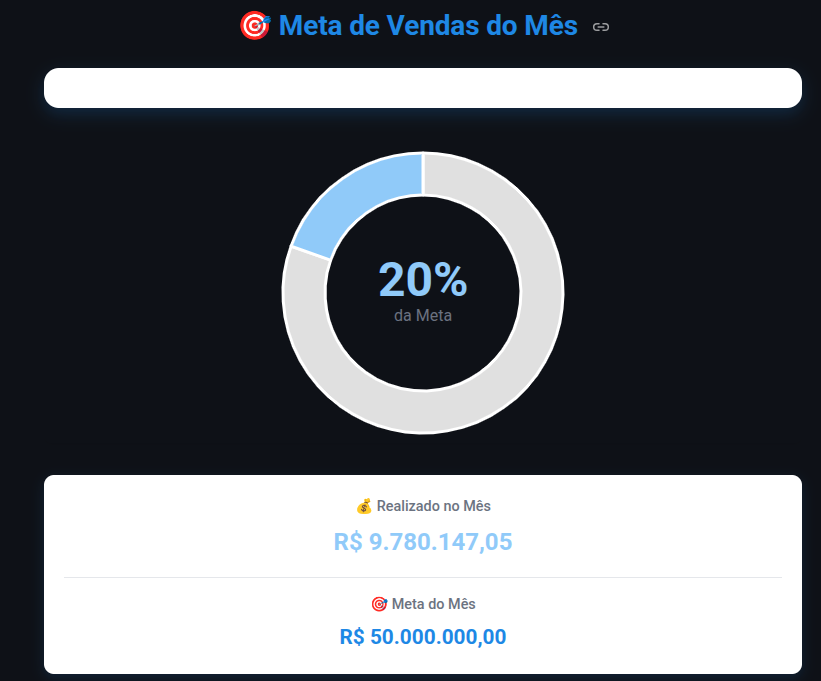 🎯 Meta de Vendas do Mês
20%
da Meta
💰 Realizado no Mês
R$ 9.780.147,05
🎯 Meta do Mês
R$ 50.000.000,00